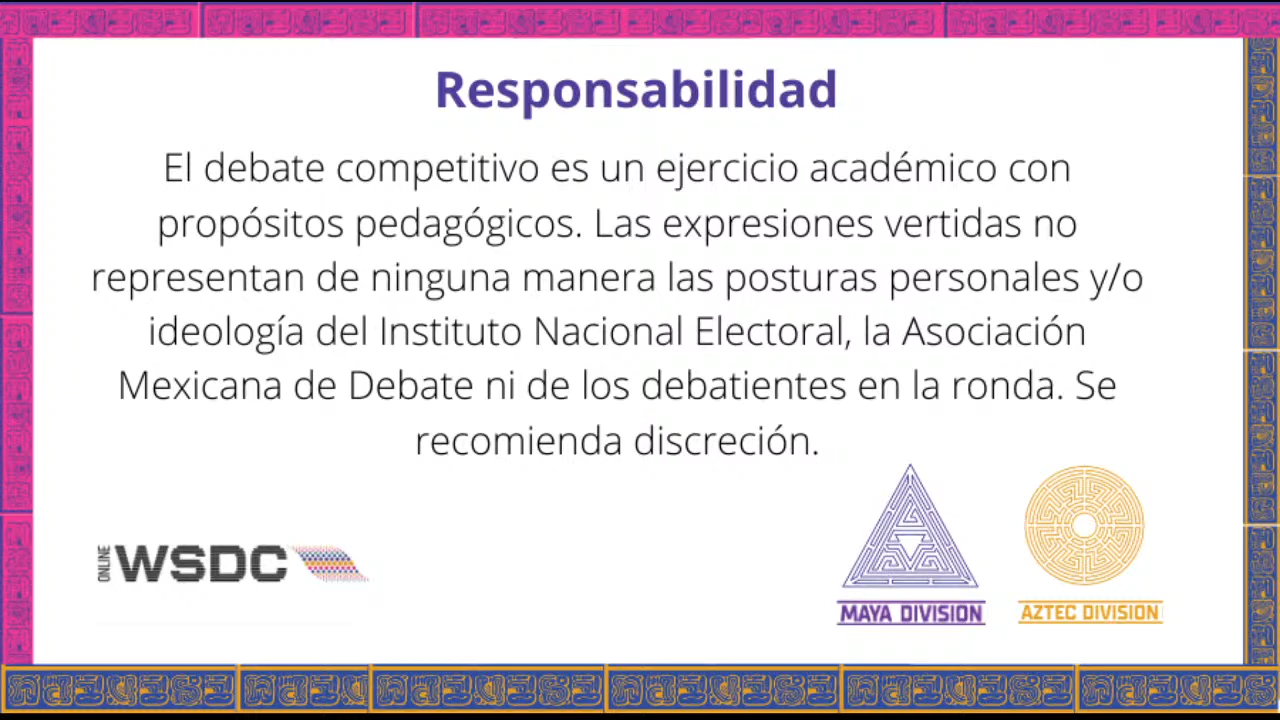 Responsabilidad
El debate competitivo es un ejercicio académico con
propósitos pedagógicos. Las expresiones vertidas no
representan de ninguna manera las posturas personales y/o
ideología del Instituto Nacional Electoral, la Asociación
Mexicana de Debate ni de los debatientes en la ronda. Se
recomienda discreción.
ONLINE WSDC
MAYA DIVISION
AZTEC DIVISION